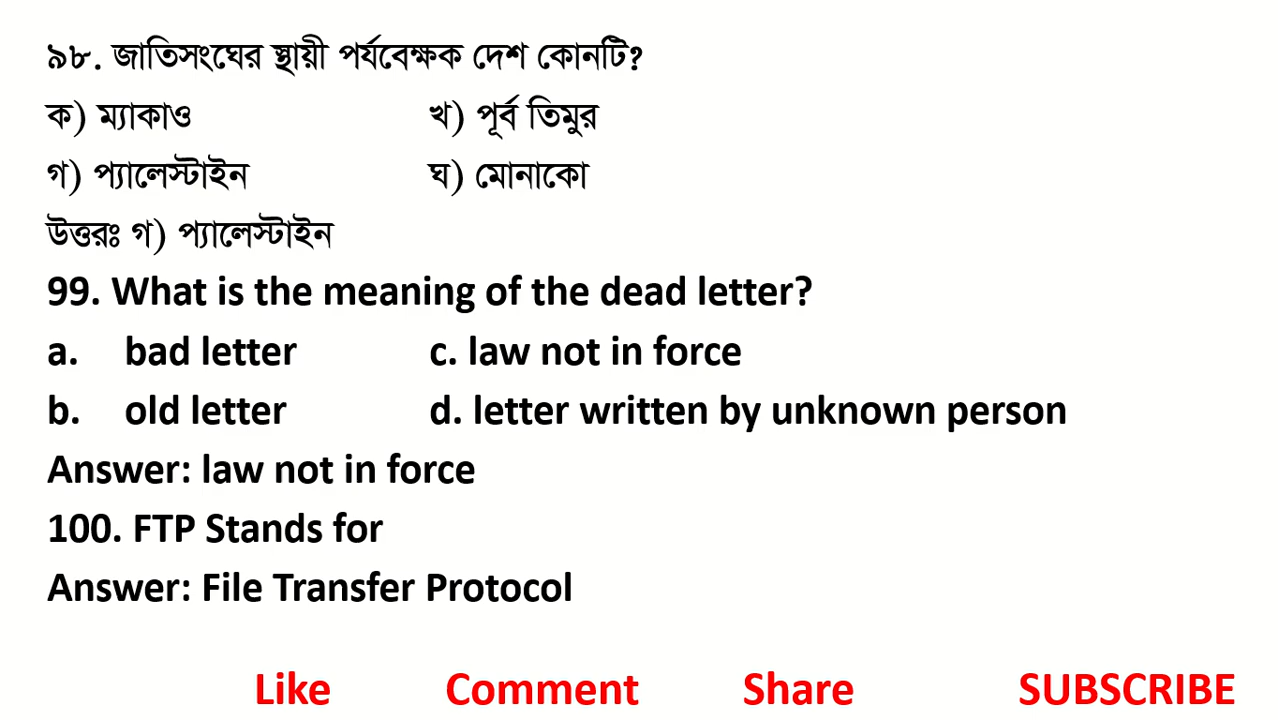 ৯৮. জাতিসংঘের স্থায়ী পর্যবেক্ষক দেশ কোনটি?
ক) ম্যাকাও খ) পূর্ব তিমুর
গ) প্যালেস্টাইন ঘ) মোনাকো
উত্তরঃ গ) প্যালেস্টাইন
99. What is the meaning of the dead letter?
a. bad letter c. law not in force
b. old letter d. letter written by unknown person
Answer: law not in force
100. FTP Stands for
Answer: File Transfer Protocol
Like Comment Share SUBSCRIBE